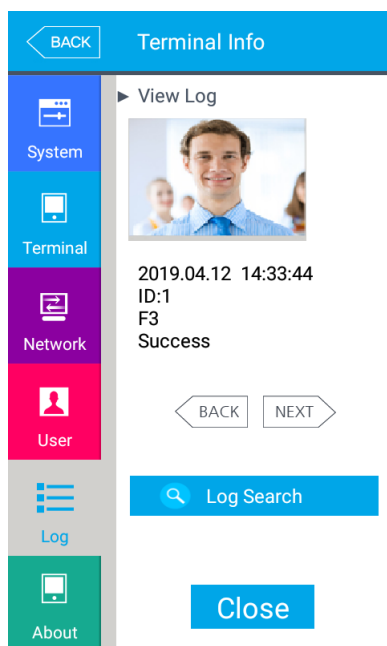 BACK
Terminal Info
System
Terminal
Network
User
Log
About
► View Log
2019.04.12 14:33:44
ID:1
F3
Success
BACK
NEXT
Log Search
Close